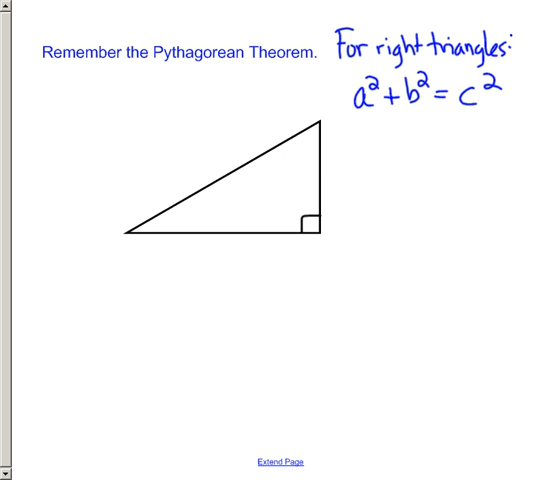 Remember the Pythagorean Theorem.
For right triangles:
a² + b² = c²
Extend Page